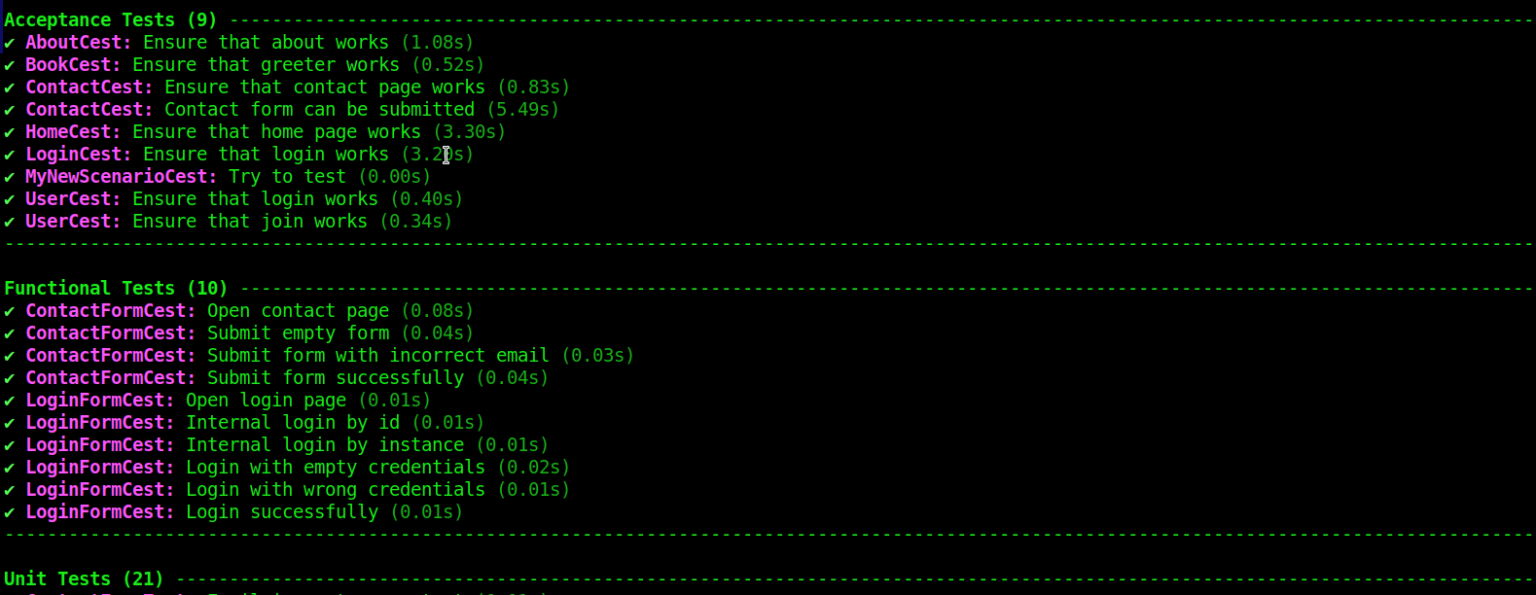 Acceptance Tests (9) ----------------------------------------------------------------
✔ AboutCest: Ensure that about works (1.08s)
✔ BookCest: Ensure that greeter works (0.52s)
✔ ContactCest: Ensure that contact page works (0.83s)
✔ ContactCest: Contact form can be submitted (5.49s)
✔ HomeCest: Ensure that home page works (3.30s)
✔ LoginCest: Ensure that login works
✔ MyNewScenarioCest: Try to test (0.00s)
✔ UserCest: Ensure that login works (0.40s)
✔ UserCest: Ensure that join works (0.34s)
----------------------------------------------------------------
Functional Tests (10) ----------------------------------------------------------------
✔ ContactFormCest: Open contact page (0.08s)
✔ ContactFormCest: Submit empty form (0.04s)
✔ ContactFormCest: Submit form with incorrect email (0.03s)
✔ ContactFormCest: Submit form successfully (0.04s)
✔ LoginFormCest: Open login page (0.01s)
✔ LoginFormCest: Internal login by id (0.01s)
✔ LoginFormCest: Internal login by instance (0.01s)
✔ LoginFormCest: Login with empty credentials (0.02s)
✔ LoginFormCest: Login with wrong credentials (0.01s)
✔ LoginFormCest: Login successfully (0.01s)
----------------------------------------------------------------
Unit Tests (21) ----------------------------------------------------------------